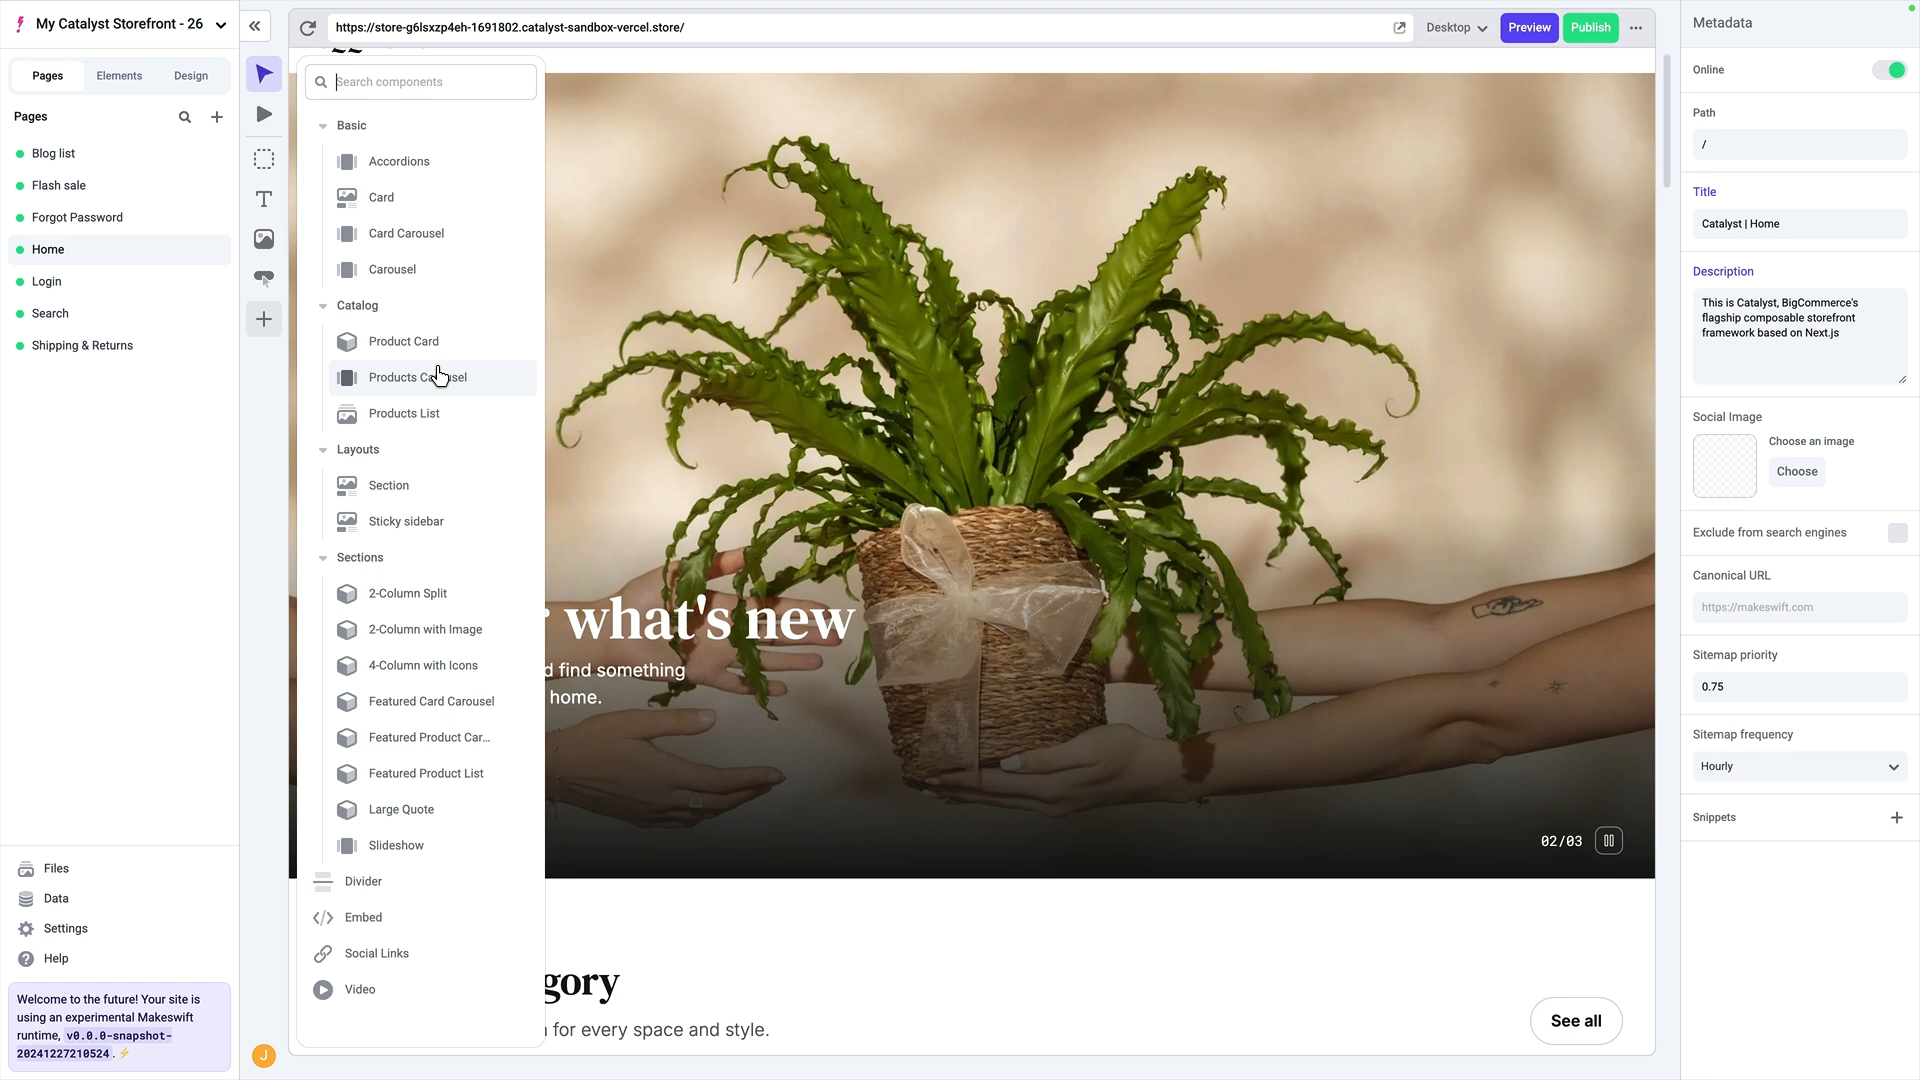 My Catalyst Storefront - 26
Pages
Elements
Design
Pages
Blog list
Flash sale
Forgot Password
Home
Login
Search
Shipping & Returns
Files
Data
Settings
Help
Welcome to the future! Your site is
using an experimental Makeswift
runtime, v0.0.0-snapshot-
20241227210524. ⚡
J
https://store-g6lsxzp4eh-1691802.catalyst-sandbox-vercel.store/
Desktop
Preview
Publish
Search components
Basic
Accordions
Card
Card Carousel
Carousel
Catalog
Product Card
Products Carousel
Products List
Layouts
Section
Sticky sidebar
Sections
2-Column Split
2-Column with Image
4-Column with Icons
Featured Card Carousel
Featured Product Car...
Featured Product List
Large Quote
Slideshow
Divider
Embed
Social Links
Video
what's new
find something
home.
02/03
for every space and style.
See all
Metadata
Online
Path
/
Title
Catalyst | Home
Description
This is Catalyst, BigCommerce's
flagship composable storefront
framework based on Next.js
Social Image
Choose an image
Choose
Exclude from search engines
Canonical URL
https://makeswift.com
Sitemap priority
0.75
Sitemap frequency
Hourly
Snippets